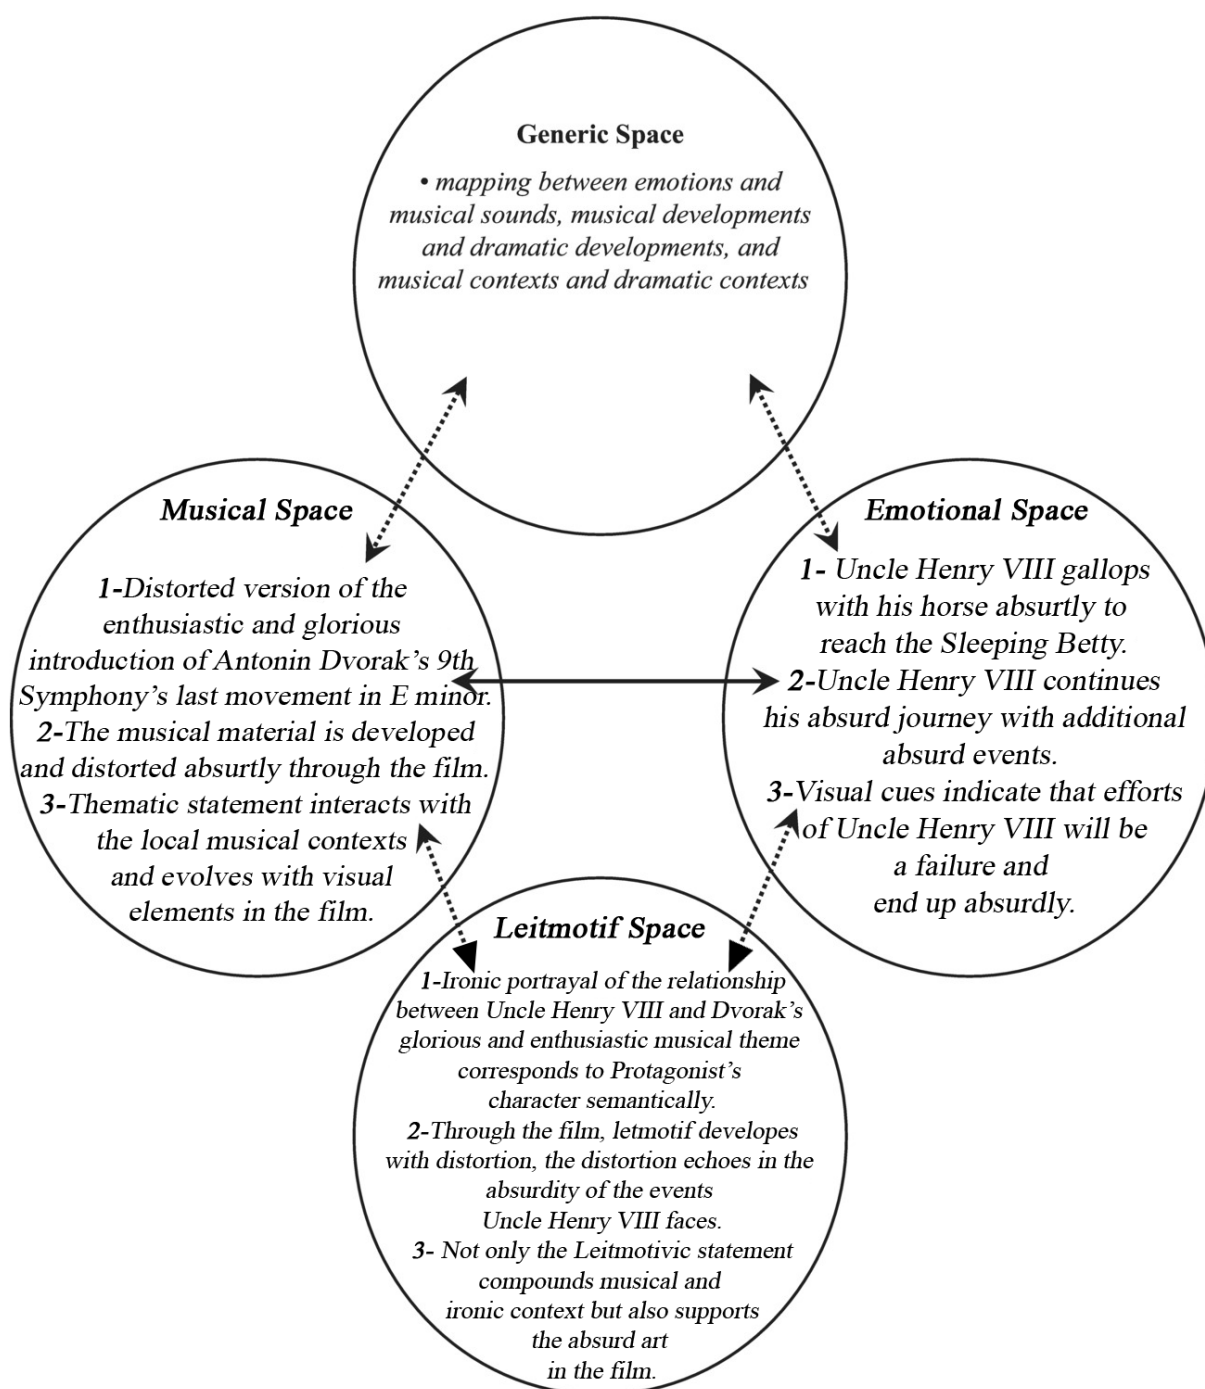 Generic Space
• mapping between emotions and
musical sounds, musical developments
and dramatic developments, and
musical contexts and dramatic contexts
Musical Space
1-Distorted version of the
enthusiastic and glorious
introduction of Antonin Dvorak's 9th
Symphony's last movement in E minor.
2-The musical material is developed
and distorted absurtly through the film.
3-Thematic statement interacts with
the local musical contexts
and evolves with visual
elements in the film.
Emotional Space
1- Uncle Henry VIII gallops
with his horse absurtly to
reach the Sleeping Betty.
2-Uncle Henry VIII continues
his absurd journey with additional
absurd events.
3-Visual cues indicate that efforts
of Uncle Henry VIII will be
a failure and
end up absurdly.
Leitmotif Space
1-Ironic portrayal of the relationship
between Uncle Henry VIII and Dvorak's
glorious and enthusiastic musical theme
corresponds to Protagonist's
character semantically.
2-Through the film, letmotif developes
with distortion, the distortion echoes in the
absurdity of the events
Uncle Henry VIII faces.
3- Not only the Leitmotivic statement
compounds musical and
ironic context but also supports
the absurd art
in the film.